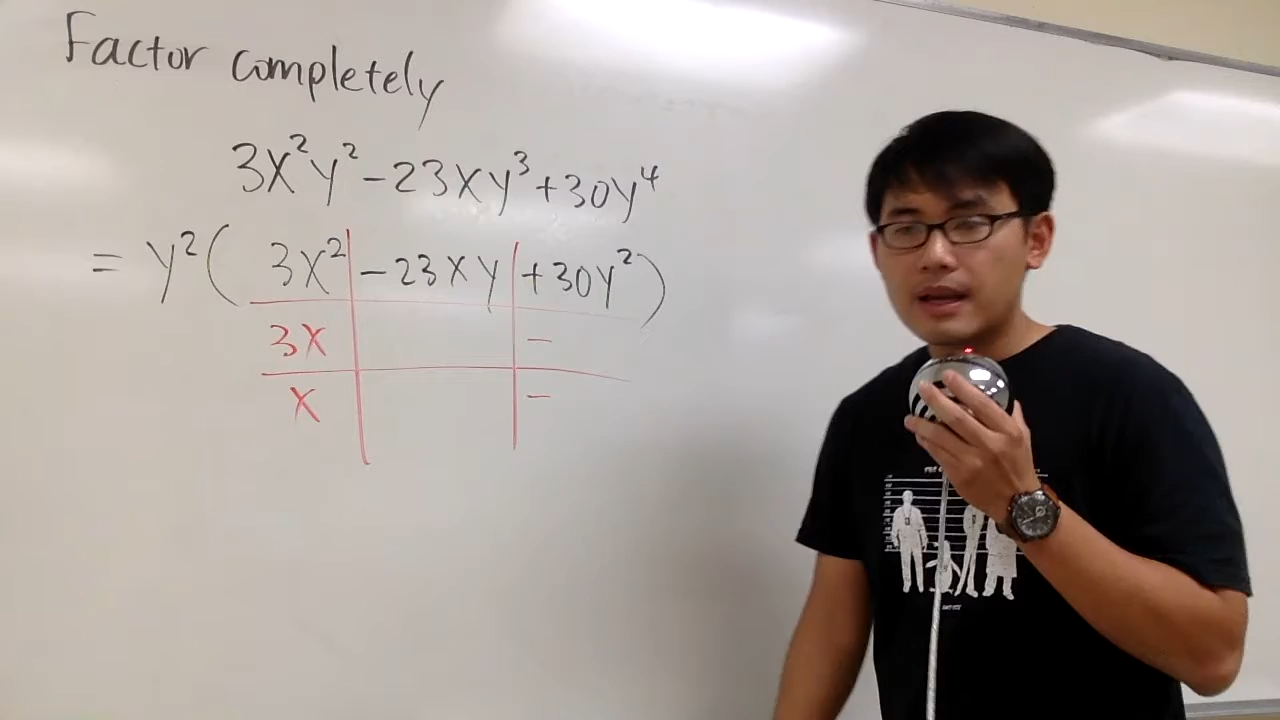 Factor completely
3x²y² - 23xy³ + 30y⁴
= y²( 3x² - 23xy + 30y² )
3x -
x -